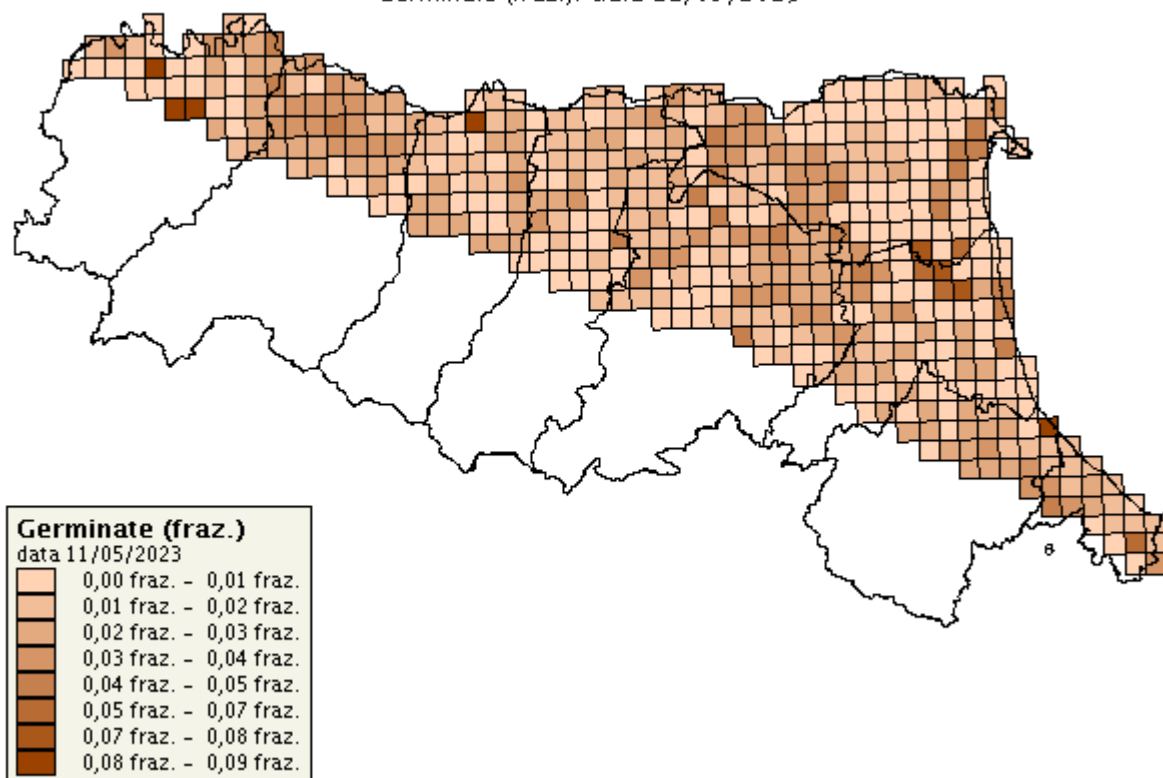 Germinate (fraz.)
data 11/05/2023
0,00 fraz. - 0,01 fraz.
0,01 fraz. - 0,02 fraz.
0,02 fraz. - 0,03 fraz.
0,03 fraz. - 0,04 fraz.
0,04 fraz. - 0,05 fraz.
0,05 fraz. - 0,07 fraz.
0,07 fraz. - 0,08 fraz.
0,08 fraz. - 0,09 fraz.